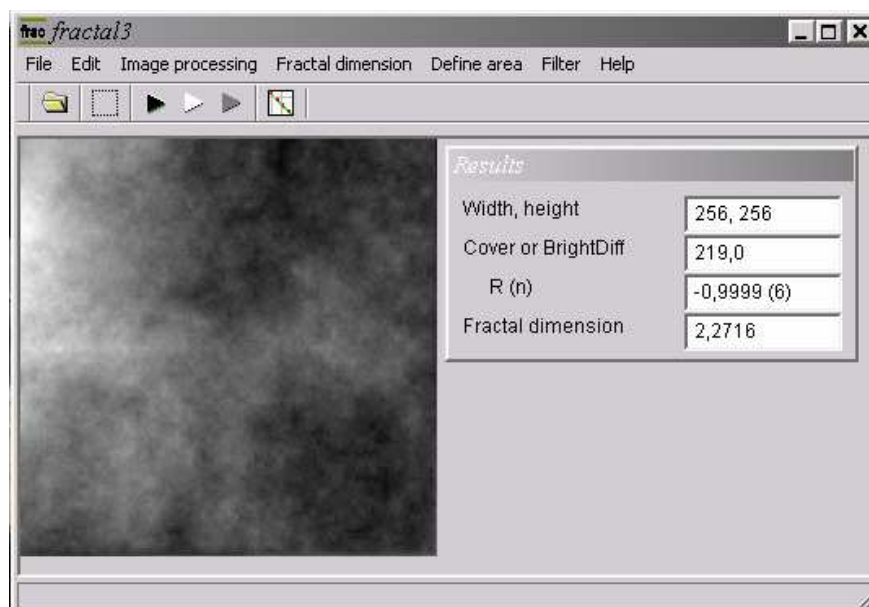 frac fractal3
File Edit Image processing Fractal dimension Define area Filter Help
Results
Width, height 256, 256
Cover or BrightDiff 219,0
R (n) -0,9999 (6)
Fractal dimension 2,2716